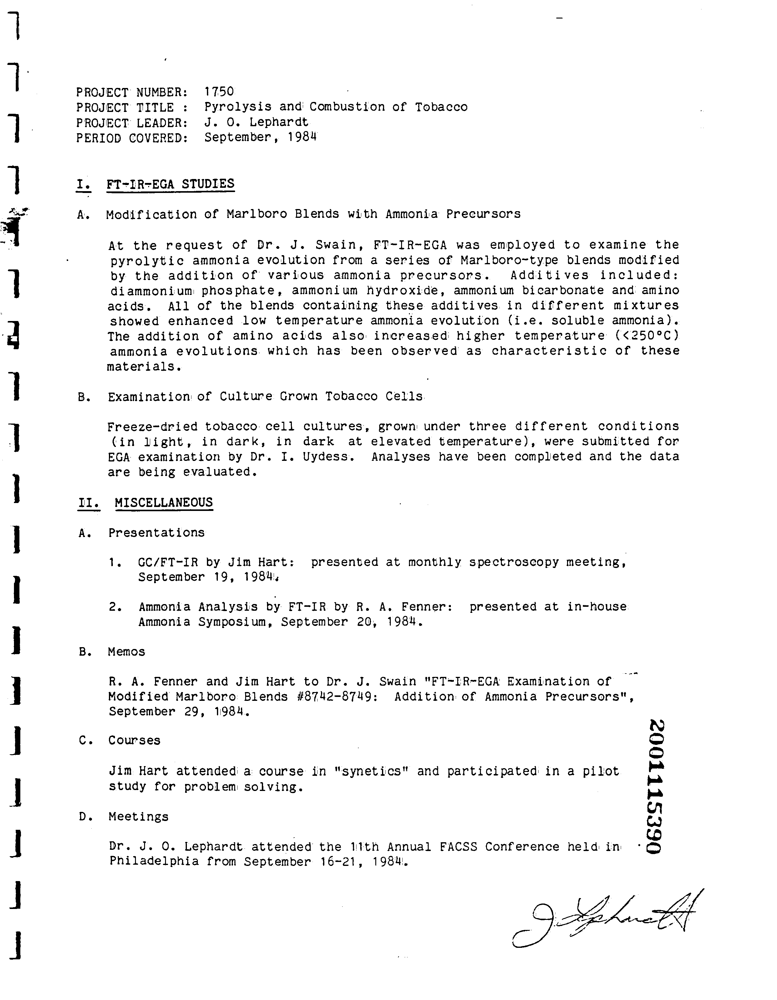 PROJECT NUMBER: 1750
PROJECT TITLE : Pyrolysis and Combustion of Tobacco
PROJECT LEADER: J. O. Lephardt
PERIOD COVERED: September, 1984
I. FT-IR-EGA STUDIES
A. Modification of Marlboro Blends with Ammonia Precursors
At the request of Dr. J. Swain, FT-IR-EGA was employed to examine the
pyrolytic ammonia evolution from a series of Marlboro-type blends modified
by the addition of various ammonia precursors. Additives included:
diammonium phosphate, ammonium hydroxide, ammonium bicarbonate and amino
acids. All of the blends containing these additives in different mixtures
showed enhanced low temperature ammonia evolution (i.e. soluble ammonia).
The addition of amino acids also increased higher temperature (<250°C)
ammonia evolutions which has been observed as characteristic of these
materials.
B. Examination of Culture Grown Tobacco Cells
Freeze-dried tobacco cell cultures, grown under three different conditions
(in light, in dark, in dark at elevated temperature), were submitted for
EGA examination by Dr. I. Uydess. Analyses have been completed and the data
are being evaluated.
II. MISCELLANEOUS
A. Presentations
1. GC/FT-IR by Jim Hart: presented at monthly spectroscopy meeting,
September 19, 1984.
2. Ammonia Analysis by FT-IR by R. A. Fenner: presented at in-house
Ammonia Symposium, September 20, 1984.
B. Memos
R. A. Fenner and Jim Hart to Dr. J. Swain "FT-IR-EGA Examination of
Modified Marlboro Blends #8742-8749: Addition of Ammonia Precursors",
September 29, 1984.
C. Courses
Jim Hart attended a course in "synetics" and participated in a pilot
study for problem solving.
D. Meetings
Dr. J. O. Lephardt attended the 11th Annual FACSS Conference held in
Philadelphia from September 16-21, 1984.
2001115390
J Lephardt